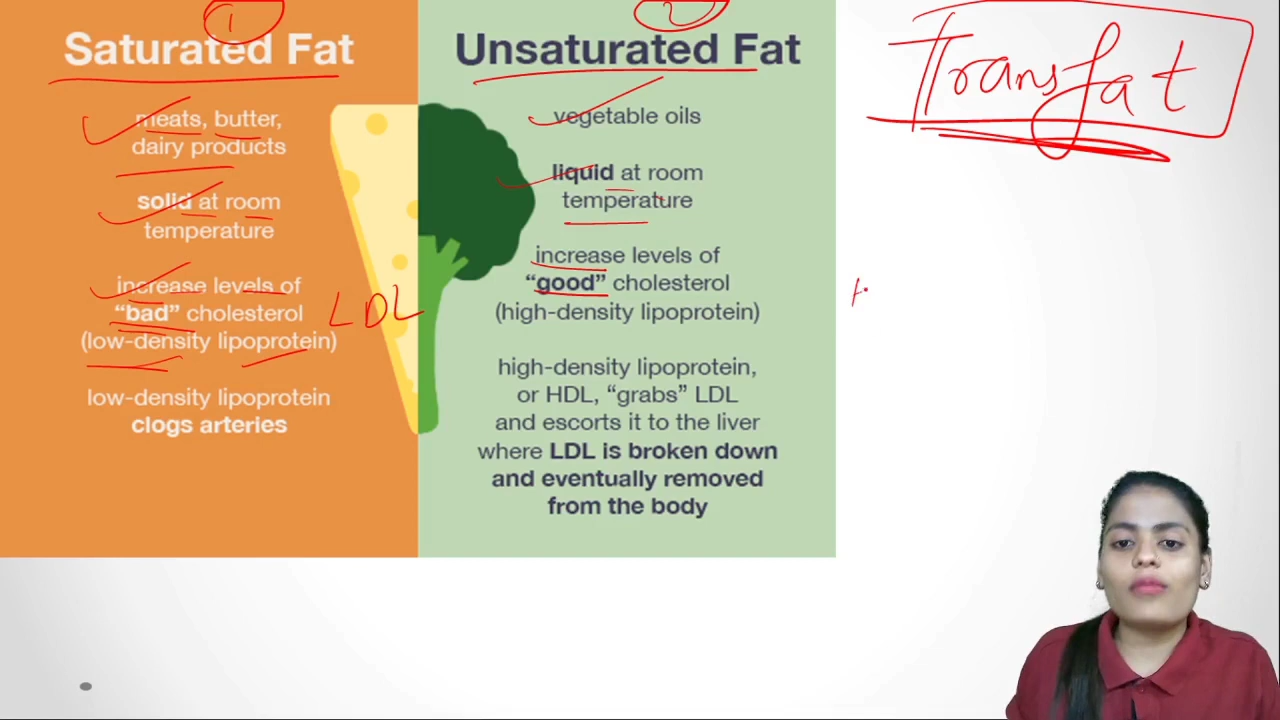 1
Saturated Fat
meats, butter,
dairy products
solid at room
temperature
increase levels of
“bad” cholesterol
(low-density lipoprotein)
LDL
low-density lipoprotein
clogs arteries
2
Unsaturated Fat
vegetable oils
liquid at room
temperature
increase levels of
“good” cholesterol
(high-density lipoprotein)
high-density lipoprotein,
or HDL, “grabs” LDL
and escorts it to the liver
where LDL is broken down
and eventually removed
from the body
Transfat